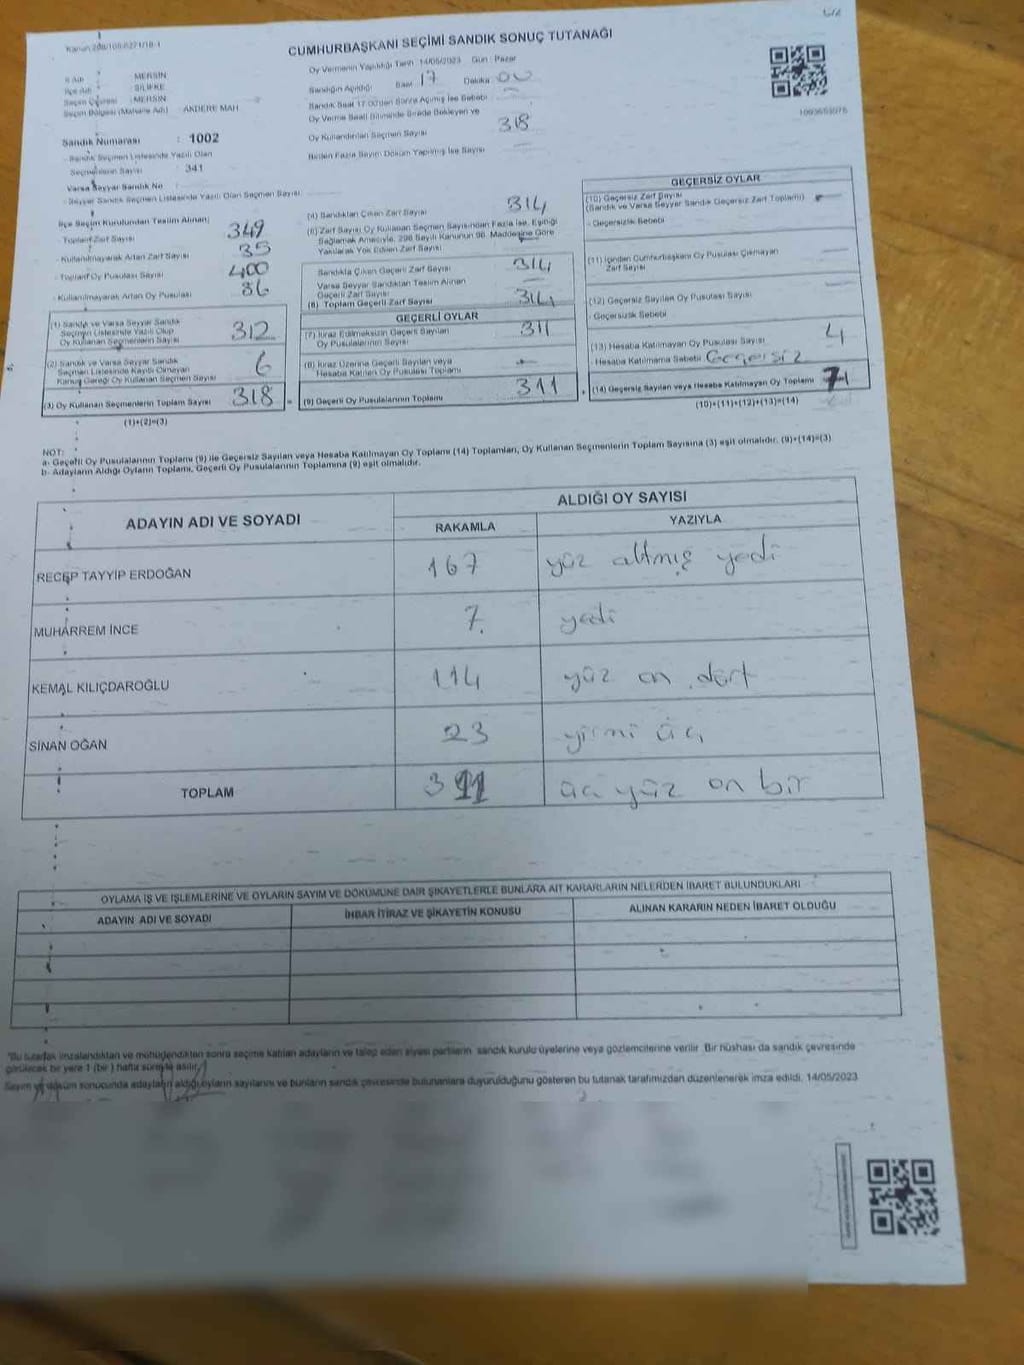 CUMHURBAŞKANI SEÇİMİ SANDIK SONUÇ TUTANAĞI
İl Adı : MERSİN
İlçe Adı : SİLİFKE
Seçim Çevresi : MERSİN
Seçim Bölgesi (Mahalle Adı) : AKDERE MAH
Sandık Numarası : 1002
Sandık Seçmen Listesinde Yazılı Olan
Seçmenlerin Sayısı : 341
Varsa Seyyar Sandık No
Seyyar Sandık Seçmen Listesinde Yazılı Olan Seçmen Sayısı
Oy Vermenin Yapıldığı Tarih 14/05/2023 Gün : Pazar
Sandığın Açıldığı Saat 17 Dakika 00
Sandık Saat 17.00'den Sonra Açılmış İse Sebebi
Oy Verme Saati Bitiminde Sırada Bekleyen ve
Oy Kullandırılan Seçmen Sayısı 318
Birden Fazla Sayım Döküm Yapılmış İse Sayısı
İlçe Seçim Kurulundan Teslim Alınan;
Toplam Zarf Sayısı 349
Kullanılmayarak Artan Zarf Sayısı 35
Toplam Oy Pusulası Sayısı 400
Kullanılmayarak Artan Oy Pusulası 86
(1) Sandık ve Varsa Seyyar Sandık
Seçmen Listesinde Yazılı Olup
Oy Kullanan Seçmenlerin Sayısı 312
(2) Sandık ve Varsa Seyyar Sandık
Seçmen Listesinde Kayıtlı Olmayan
Kanun Gereği Oy Kullanan Seçmen Sayısı 6
(3) Oy Kullanan Seçmenlerin Toplam Sayısı 318
(1)+(2)=(3)
(4) Sandıktan Çıkan Zarf Sayısı 314
(5) Zarf Sayısı Oy Kullanan Seçmen Sayısından Fazla İse, Eşitliği
Sağlamak Amacıyla, 298 Sayılı Kanunun 98. Maddesine Göre
Yakılarak Yok Edilen Zarf Sayısı
Sandıkta Çıkan Geçerli Zarf Sayısı 314
Varsa Seyyar Sandıktan Teslim Alınan
Geçerli Zarf Sayısı
(6) Toplam Geçerli Zarf Sayısı 314
GEÇERLİ OYLAR
(7) İtiraz Edilmeksizin Geçerli Sayılan
Oy Pusulalarının Sayısı 311
(8) İtiraz Üzerine Geçerli Sayılan veya
Hesaba Katılan Oy Pusulası Toplamı
(9) Geçerli Oy Pusulalarının Toplamı 311
GEÇERSİZ OYLAR
(10) Geçersiz Zarf Sayısı
(Sandık ve Varsa Seyyar Sandık Geçersiz Zarf Toplamı)
Geçersizlik Sebebi
(11) İçinden Cumhurbaşkanı Oy Pusulası Çıkmayan
Zarf Sayısı
(12) Geçersiz Sayılan Oy Pusulası Sayısı
Geçersizlik Sebebi
(13) Hesaba Katılmayan Oy Pusulası Sayısı 4
Hesaba Katılmama Sebebi Geçersiz
(14) Geçersiz Sayılan veya Hesaba Katılmayan Oy Toplamı 7
(10)+(11)+(12)+(13)=(14)
NOT:
a- Geçerli Oy Pusulalarının Toplamı (9) ile Geçersiz Sayılan veya Hesaba Katılmayan Oy Toplamı (14) Toplamları, Oy Kullanan Seçmenlerin Toplam Sayısına (3) eşit olmalıdır. (9)+(14)=(3)
b- Adayların Aldığı Oyların Toplamı, Geçerli Oy Pusulalarının Toplamına (9) eşit olmalıdır.
ADAYIN ADI VE SOYADI ALDIĞI OY SAYISI
RAKAMLA YAZIYLA
RECEP TAYYİP ERDOĞAN 167 yüz altmış yedi
MUHARREM İNCE 7 yedi
KEMAL KILIÇDAROĞLU 114 yüz on dört
SİNAN OĞAN 23 yirmi üç
TOPLAM 311 üç yüz on bir
OYLAMA İŞ VE İŞLEMLERİNE VE OYLARIN SAYIM VE DÖKÜMÜNE DAİR ŞİKAYETLERLE BUNLARA AİT KARARLARIN NELERDEN İBARET BULUNDUKLARI
ADAYIN ADI VE SOYADI İHBAR İTİRAZ VE ŞİKAYETİN KONUSU ALINAN KARARIN NEDEN İBARET OLDUĞU
*Bu tutanak imzalandıktan ve mühürlendikten sonra seçime katılan adayların ve talep eden siyasi partilerin sandık kurulu üyelerine veya gözlemcilerine verilir. Bir nüshası da sandık çevresinde
görülecek bir yere 1 (bir) hafta süreyle asılır.
Sayım ve döküm sonucunda adayların aldığı oyların sayılarını ve bunların sandık çevresinde bulunanlara duyurulduğunu gösteren bu tutanak tarafımızdan düzenlenerek imza edildi. 14/05/2023